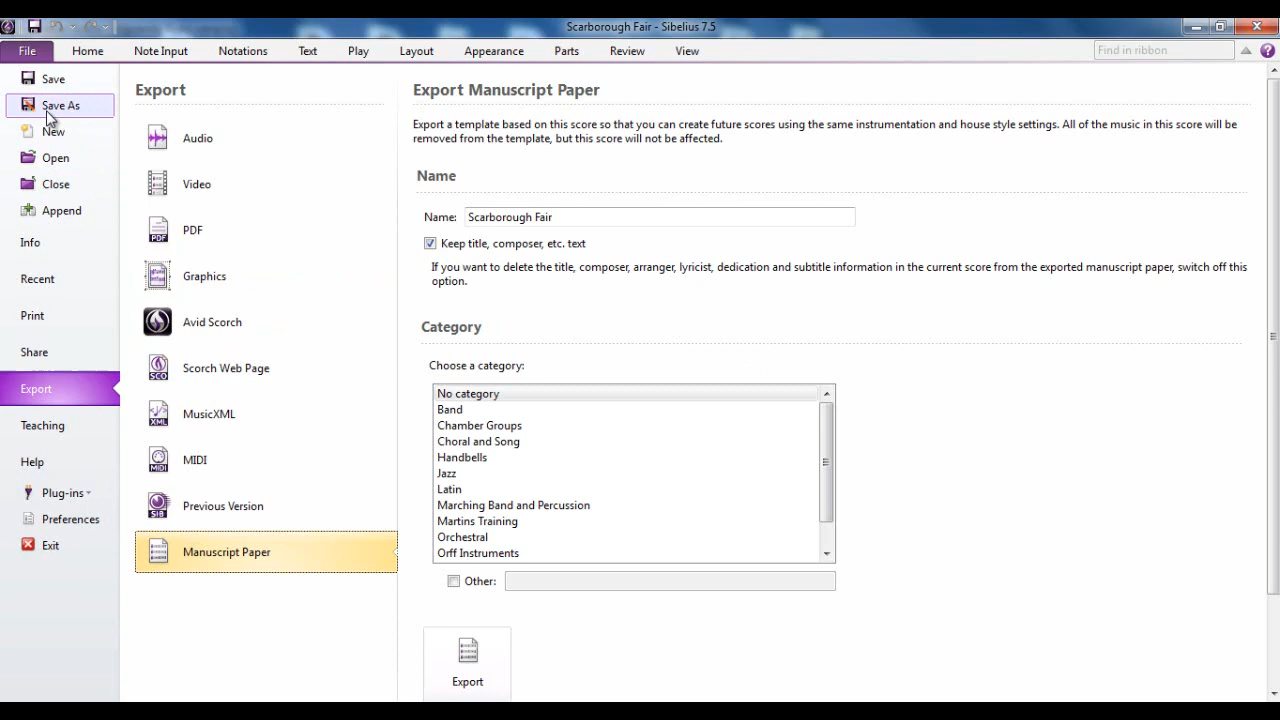 Scarborough Fair - Sibelius 7.5
File Home Note Input Notations Text Play Layout Appearance Parts Review View Find in ribbon
Save
Save As
New
Open
Close
Append
Info
Recent
Print
Share
Export
Teaching
Help
Plug-ins
Preferences
Exit
Export
Audio
Video
PDF
Graphics
Avid Scorch
Scorch Web Page
MusicXML
MIDI
Previous Version
Manuscript Paper
Export Manuscript Paper
Export a template based on this score so that you can create future scores using the same instrumentation and house style settings. All of the music in this score will be
removed from the template, but this score will not be affected.
Name
Name: Scarborough Fair
Keep title, composer, etc. text
If you want to delete the title, composer, arranger, lyricist, dedication and subtitle information in the current score from the exported manuscript paper, switch off this
option.
Category
Choose a category:
No category
Band
Chamber Groups
Choral and Song
Handbells
Jazz
Latin
Marching Band and Percussion
Martins Training
Orchestral
Orff Instruments
Other:
Export